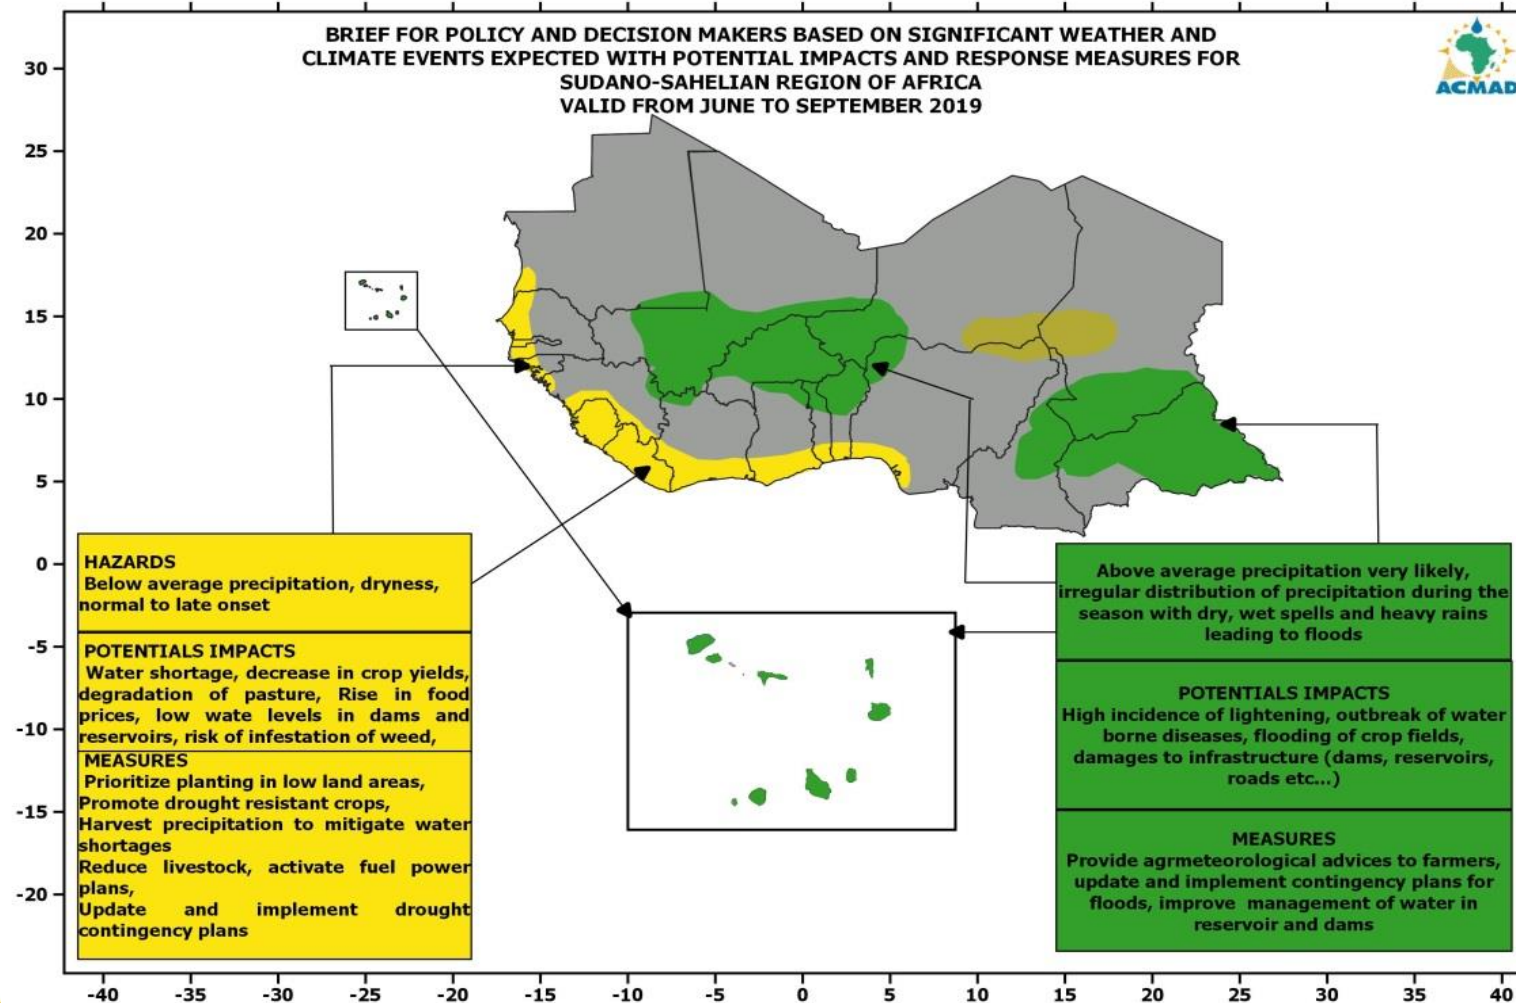 BRIEF FOR POLICY AND DECISION MAKERS BASED ON SIGNIFICANT WEATHER AND
CLIMATE EVENTS EXPECTED WITH POTENTIAL IMPACTS AND RESPONSE MEASURES FOR
SUDANO-SAHELIAN REGION OF AFRICA
VALID FROM JUNE TO SEPTEMBER 2019
ACMAD
30
25
20
15
10
5
0
-5
-10
-15
-20
HAZARDS
Below average precipitation, dryness,
normal to late onset
POTENTIALS IMPACTS
Water shortage, decrease in crop yields,
degradation of pasture, Rise in food
prices, low wate levels in dams and
reservoirs, risk of infestation of weed,
MEASURES
Prioritize planting in low land areas,
Promote drought resistant crops,
Harvest precipitation to mitigate water
shortages
Reduce livestock, activate fuel power
plans,
Update and implement drought
contingency plans
Above average precipitation very likely,
irregular distribution of precipitation during the
season with dry, wet spells and heavy rains
leading to floods
POTENTIALS IMPACTS
High incidence of lightening, outbreak of water
borne diseases, flooding of crop fields,
damages to infrastructure (dams, reservoirs,
roads etc...)
MEASURES
Provide agrmeteorological advices to farmers,
update and implement contingency plans for
floods, improve management of water in
reservoir and dams
-40 -35 -30 -25 -20 -15 -10 -5 0 5 10 15 20 25 30 35 40